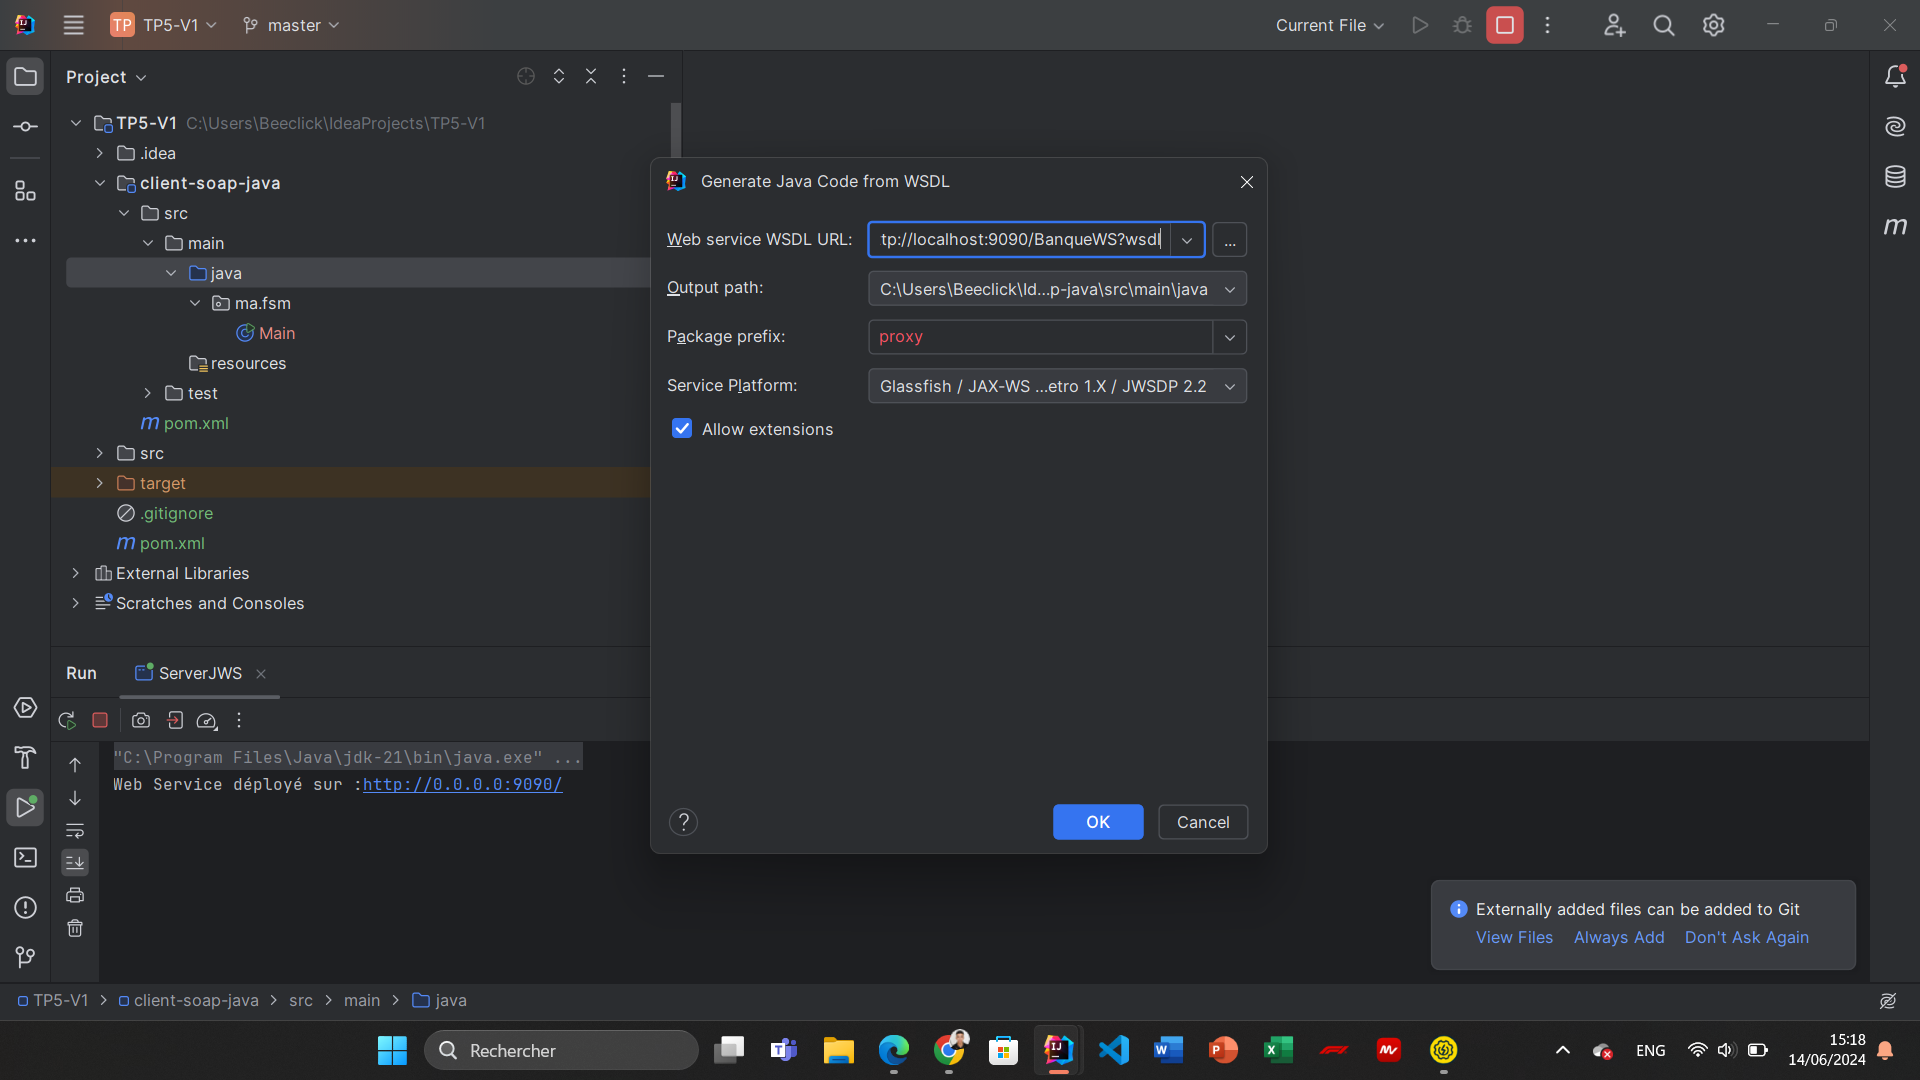 TP TP5-V1 master Current File
Project
TP5-V1 C:\Users\Beeclick\IdeaProjects\TP5-V1
.idea
client-soap-java
src
main
java
ma.fsm
Main
resources
test
m pom.xml
src
target
.gitignore
m pom.xml
External Libraries
Scratches and Consoles
Generate Java Code from WSDL
Web service WSDL URL: tp://localhost:9090/BanqueWS?wsdl ...
Output path: C:\Users\Beeclick\Id...p-java\src\main\java
Package prefix: proxy
Service Platform: Glassfish / JAX-WS ...etro 1.X / JWSDP 2.2
Allow extensions
? OK Cancel
Run ServerJWS
"C:\Program Files\Java\jdk-21\bin\java.exe" ...
Web Service déployé sur :http://0.0.0.0:9090/
Externally added files can be added to Git
View Files Always Add Don't Ask Again
TP5-V1 > client-soap-java > src > main > java
Rechercher
ENG
15:18
14/06/2024